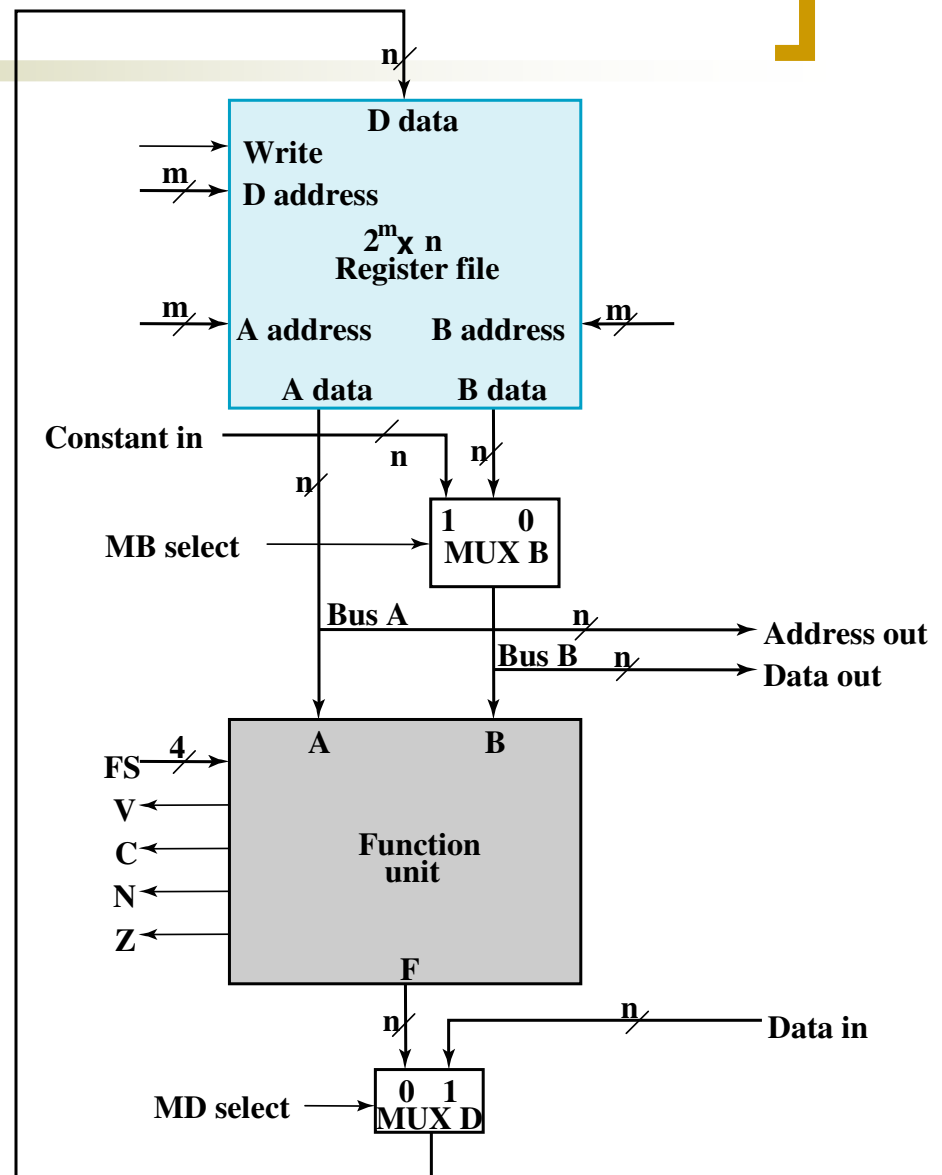 n
D data
Write
m
D address
2^m x n
Register file
m
m
A address
B address
A data
B data
Constant in
n
n
n
1 0
MUX B
MB select
Bus A
n
Address out
Bus B
n
Data out
A
B
4
FS
V
C
N
Z
Function
unit
F
n
n
Data in
0 1
MUX D
MD select